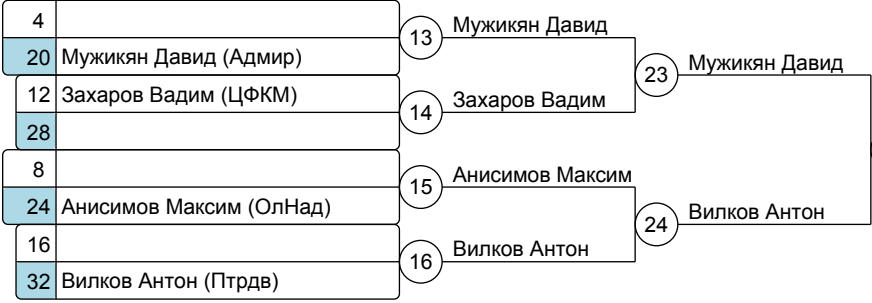 4
20 Мужикян Давид (Адмир)
12 Захаров Вадим (ЦФКМ)
28
8
24 Анисимов Максим (ОлНад)
16
32 Вилков Антон (Птрдв)
13 Мужикян Давид
14 Захаров Вадим
15 Анисимов Максим
16 Вилков Антон
23 Мужикян Давид
24 Вилков Антон